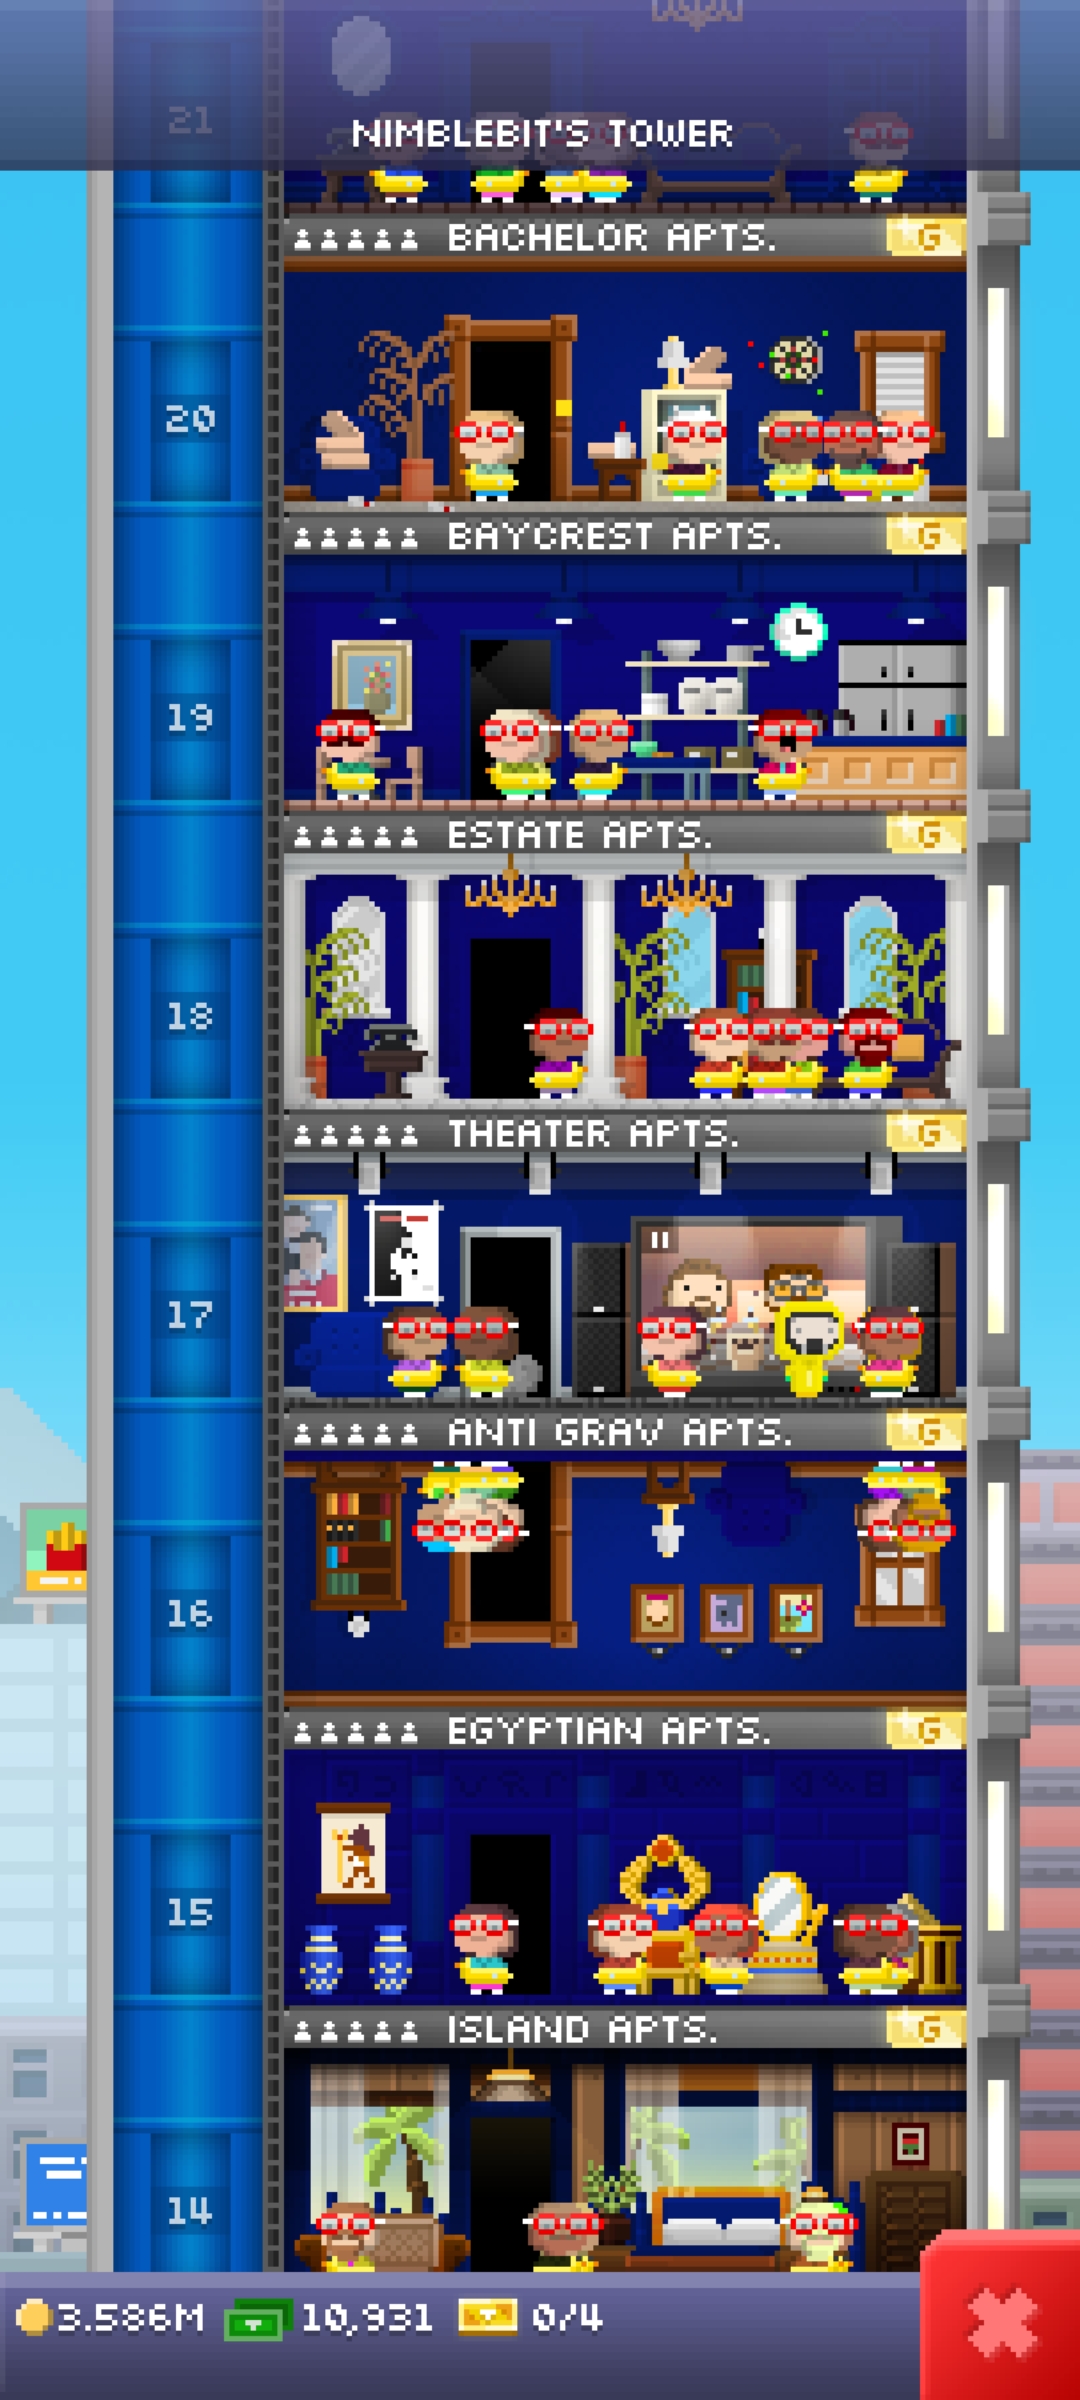 21
NIMBLEBIT'S TOWER
BACHELOR APTS. G
20
BAYCREST APTS. G
19
ESTATE APTS. G
18
THEATER APTS. G
17
ANTI GRAV APTS. G
16
EGYPTIAN APTS. G
15
ISLAND APTS. G
14
3.586M 10,931 0/4